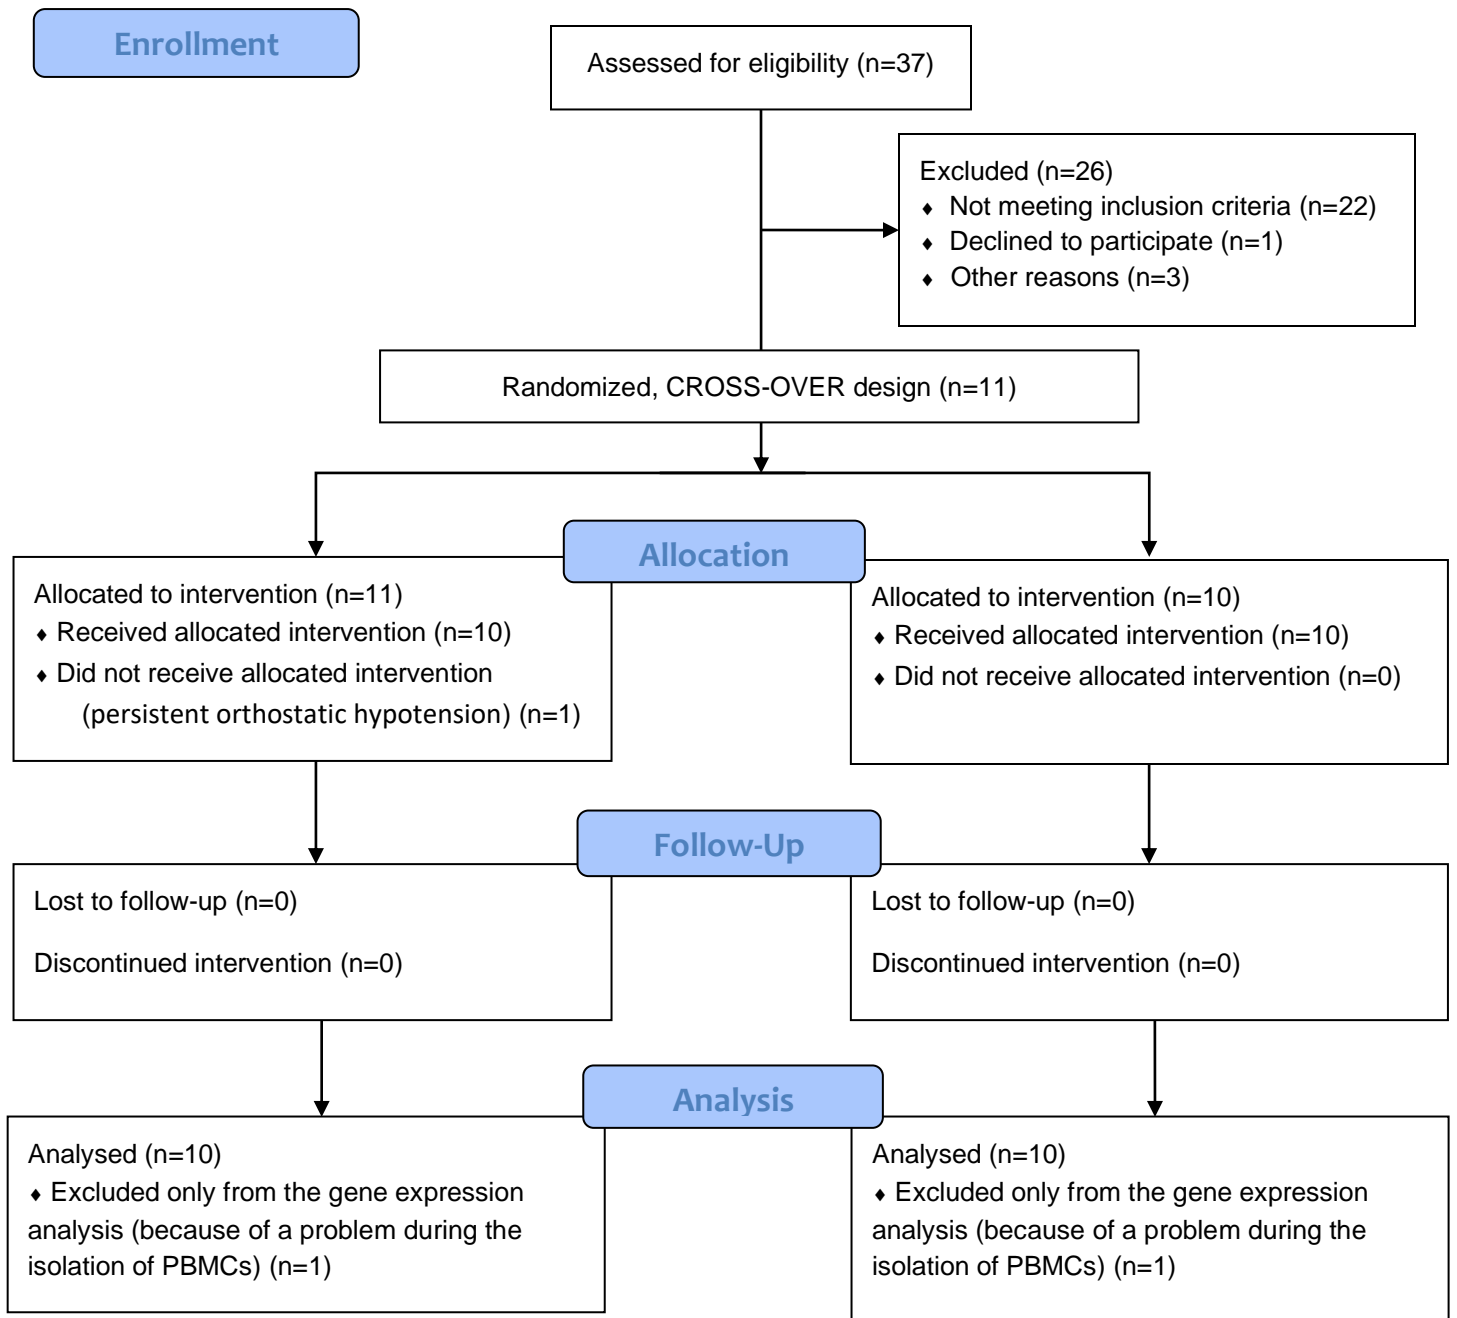 Enrollment
Assessed for eligibility (n=37)
Excluded (n=26)
♦ Not meeting inclusion criteria (n=22)
♦ Declined to participate (n=1)
♦ Other reasons (n=3)
Randomized, CROSS-OVER design (n=11)
Allocation
Allocated to intervention (n=11)
♦ Received allocated intervention (n=10)
♦ Did not receive allocated intervention
(persistent orthostatic hypotension) (n=1)
Allocated to intervention (n=10)
♦ Received allocated intervention (n=10)
♦ Did not receive allocated intervention (n=0)
Follow-Up
Lost to follow-up (n=0)
Discontinued intervention (n=0)
Lost to follow-up (n=0)
Discontinued intervention (n=0)
Analysis
Analysed (n=10)
♦ Excluded only from the gene expression
analysis (because of a problem during the
isolation of PBMCs) (n=1)
Analysed (n=10)
♦ Excluded only from the gene expression
analysis (because of a problem during the
isolation of PBMCs) (n=1)